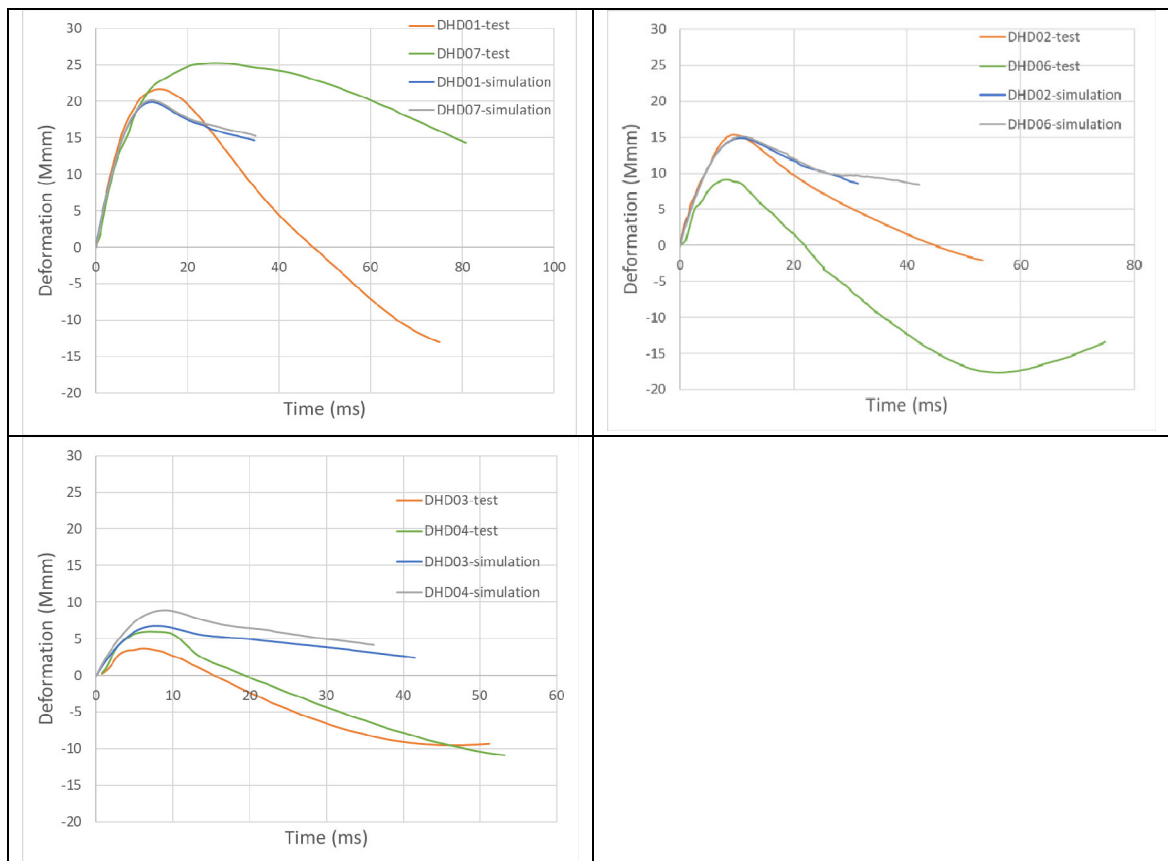 30
25
20
15
10
5
0
-5
-10
-15
-20
0
20
40
60
80
100
Deformation (Mmm)
Time (ms)
DHD01-test
DHD07-test
DHD01-simulation
DHD07-simulation
30
25
20
15
10
5
0
-5
-10
-15
-20
0
20
40
60
80
Deformation (Mmm)
Time (ms)
DHD02-test
DHD06-test
DHD02-simulation
DHD06-simulation
30
25
20
15
10
5
0
-5
-10
-15
-20
0
10
20
30
40
50
60
Deformation (Mmm)
Time (ms)
DHD03-test
DHD04-test
DHD03-simulation
DHD04-simulation